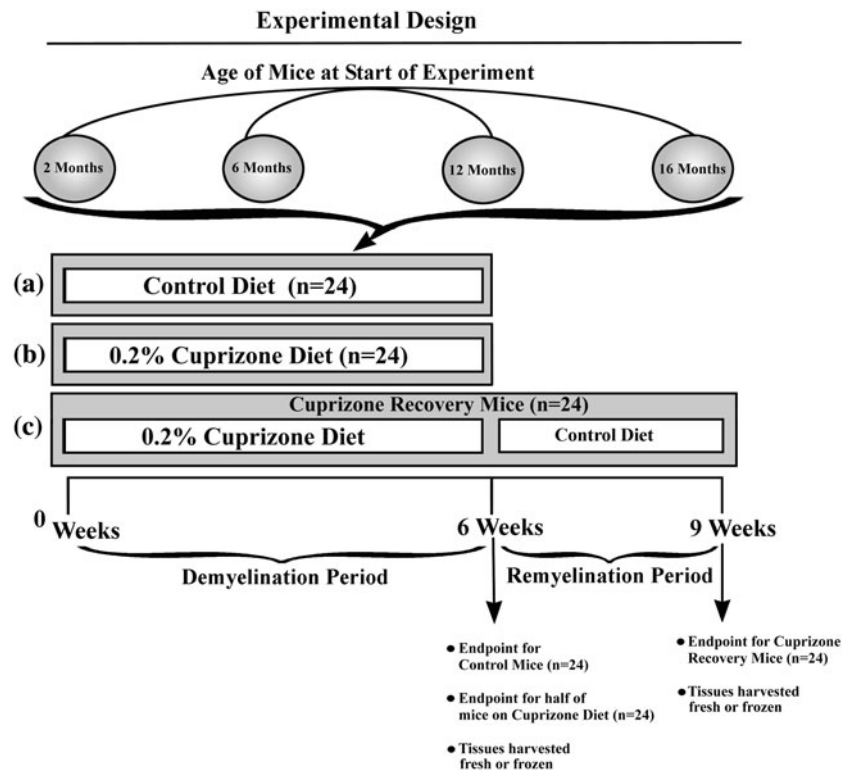 Experimental Design
Age of Mice at Start of Experiment
2 Months
6 Months
12 Months
16 Months
(a)
Control Diet (n=24)
(b)
0.2% Cuprizone Diet (n=24)
Cuprizone Recovery Mice (n=24)
(c)
0.2% Cuprizone Diet
Control Diet
0 Weeks
6 Weeks
9 Weeks
Demyelination Period
Remyelination Period
● Endpoint for
Control Mice (n=24)
● Endpoint for half of
mice on Cuprizone Diet (n=24)
● Tissues harvested
fresh or frozen
● Endpoint for Cuprizone
Recovery Mice (n=24)
● Tissues harvested
fresh or frozen